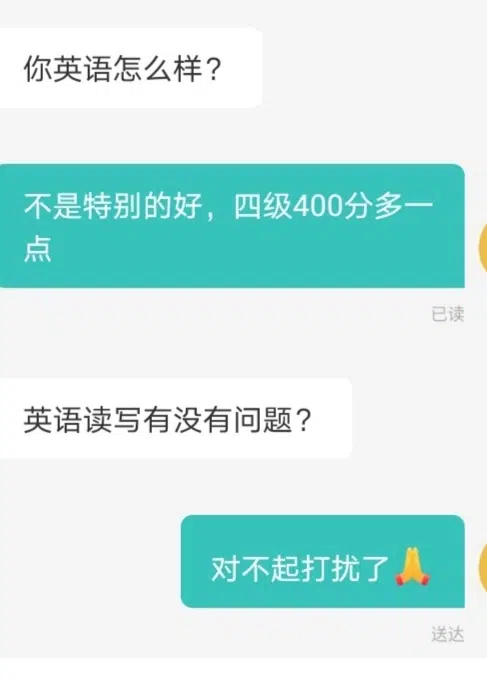 你英语怎么样？
不是特别的好，四级400分多一
点
已读
英语读写有没有问题？
对不起打扰了🙏
送达